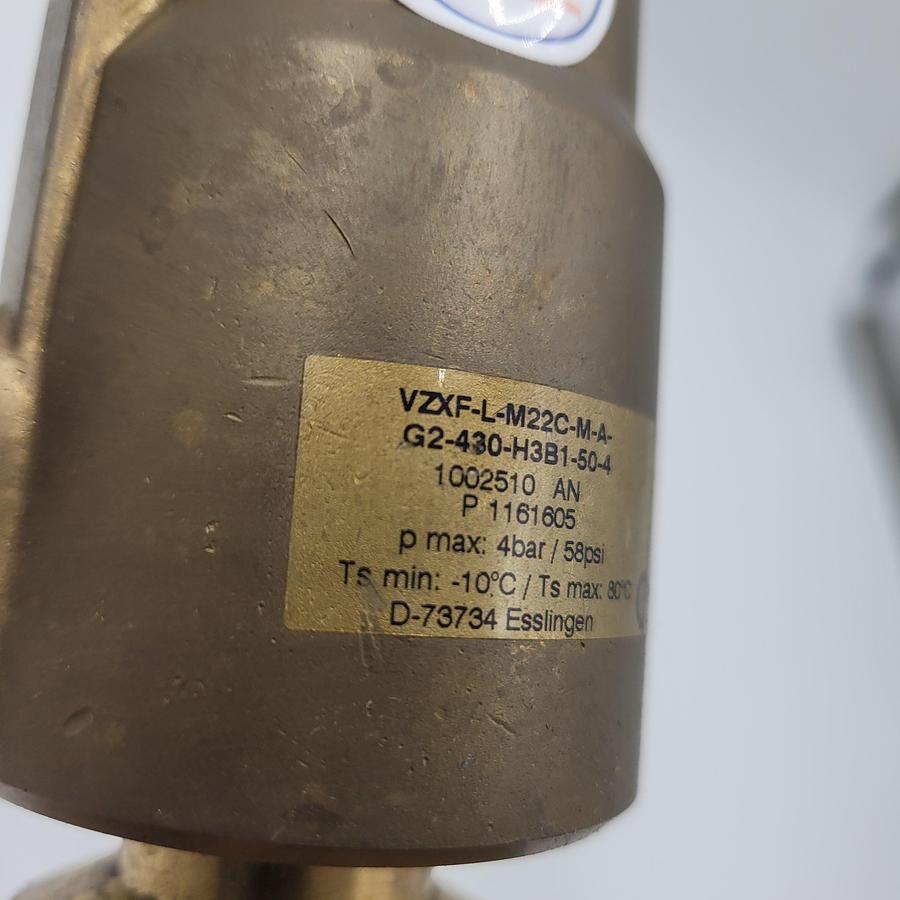 VZXF-L-M22C-M-A-
G2-430-H3B1-50-4
1002510 AN
P 1161605
p max: 4bar / 58psi
Ts min: -10°C / Ts max: 80°C
D-73734 Esslingen